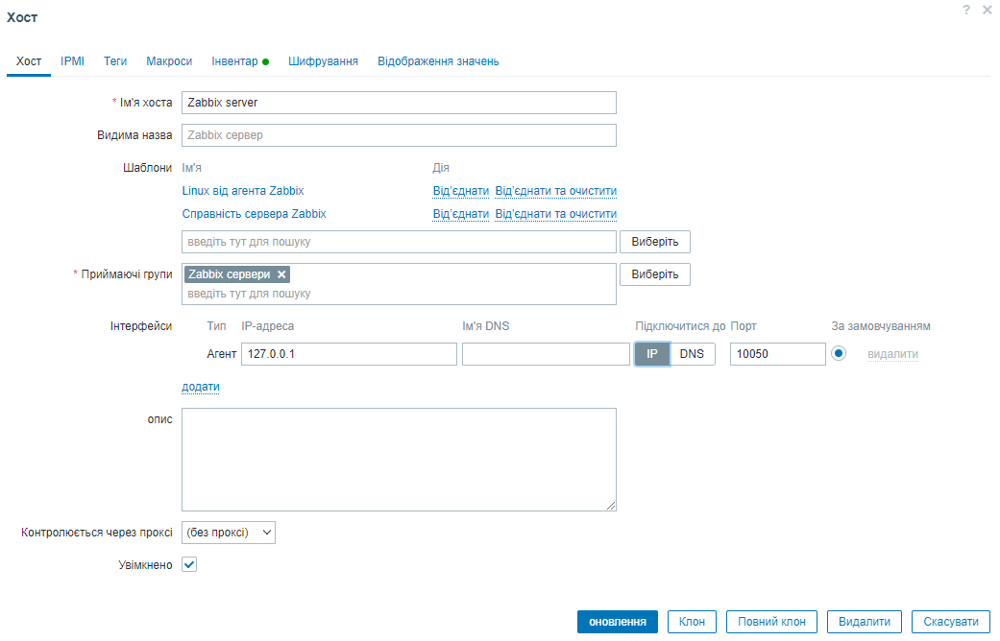 Хост
? ×
Хост IPMI Теги Макроси Інвентар Шифрування Відображення значень
* Ім'я хоста Zabbix server
Видима назва Zabbix сервер
Шаблони Ім'я Дія
Linux від агента Zabbix Від’єднати Від’єднати та очистити
Справність сервера Zabbix Від’єднати Від’єднати та очистити
введіть тут для пошуку Виберіть
* Приймаючі групи Zabbix сервери × Виберіть
введіть тут для пошуку
Інтерфейси Тип IP-адреса Ім'я DNS Підключитися до Порт За замовчуванням
Агент 127.0.0.1 IP DNS 10050 видалити
додати
опис
Контролюється через проксі (без проксі)
Увімкнено
оновлення Клон Повний клон Видалити Скасувати